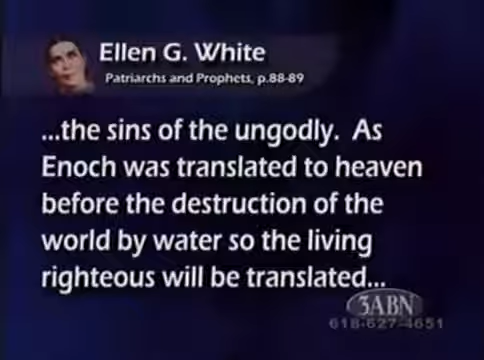 Ellen G. White
Patriarchs and Prophets, p.88-89
...the sins of the ungodly. As
Enoch was translated to heaven
before the destruction of the
world by water so the living
righteous will be translated...
3ABN
618-627-4651